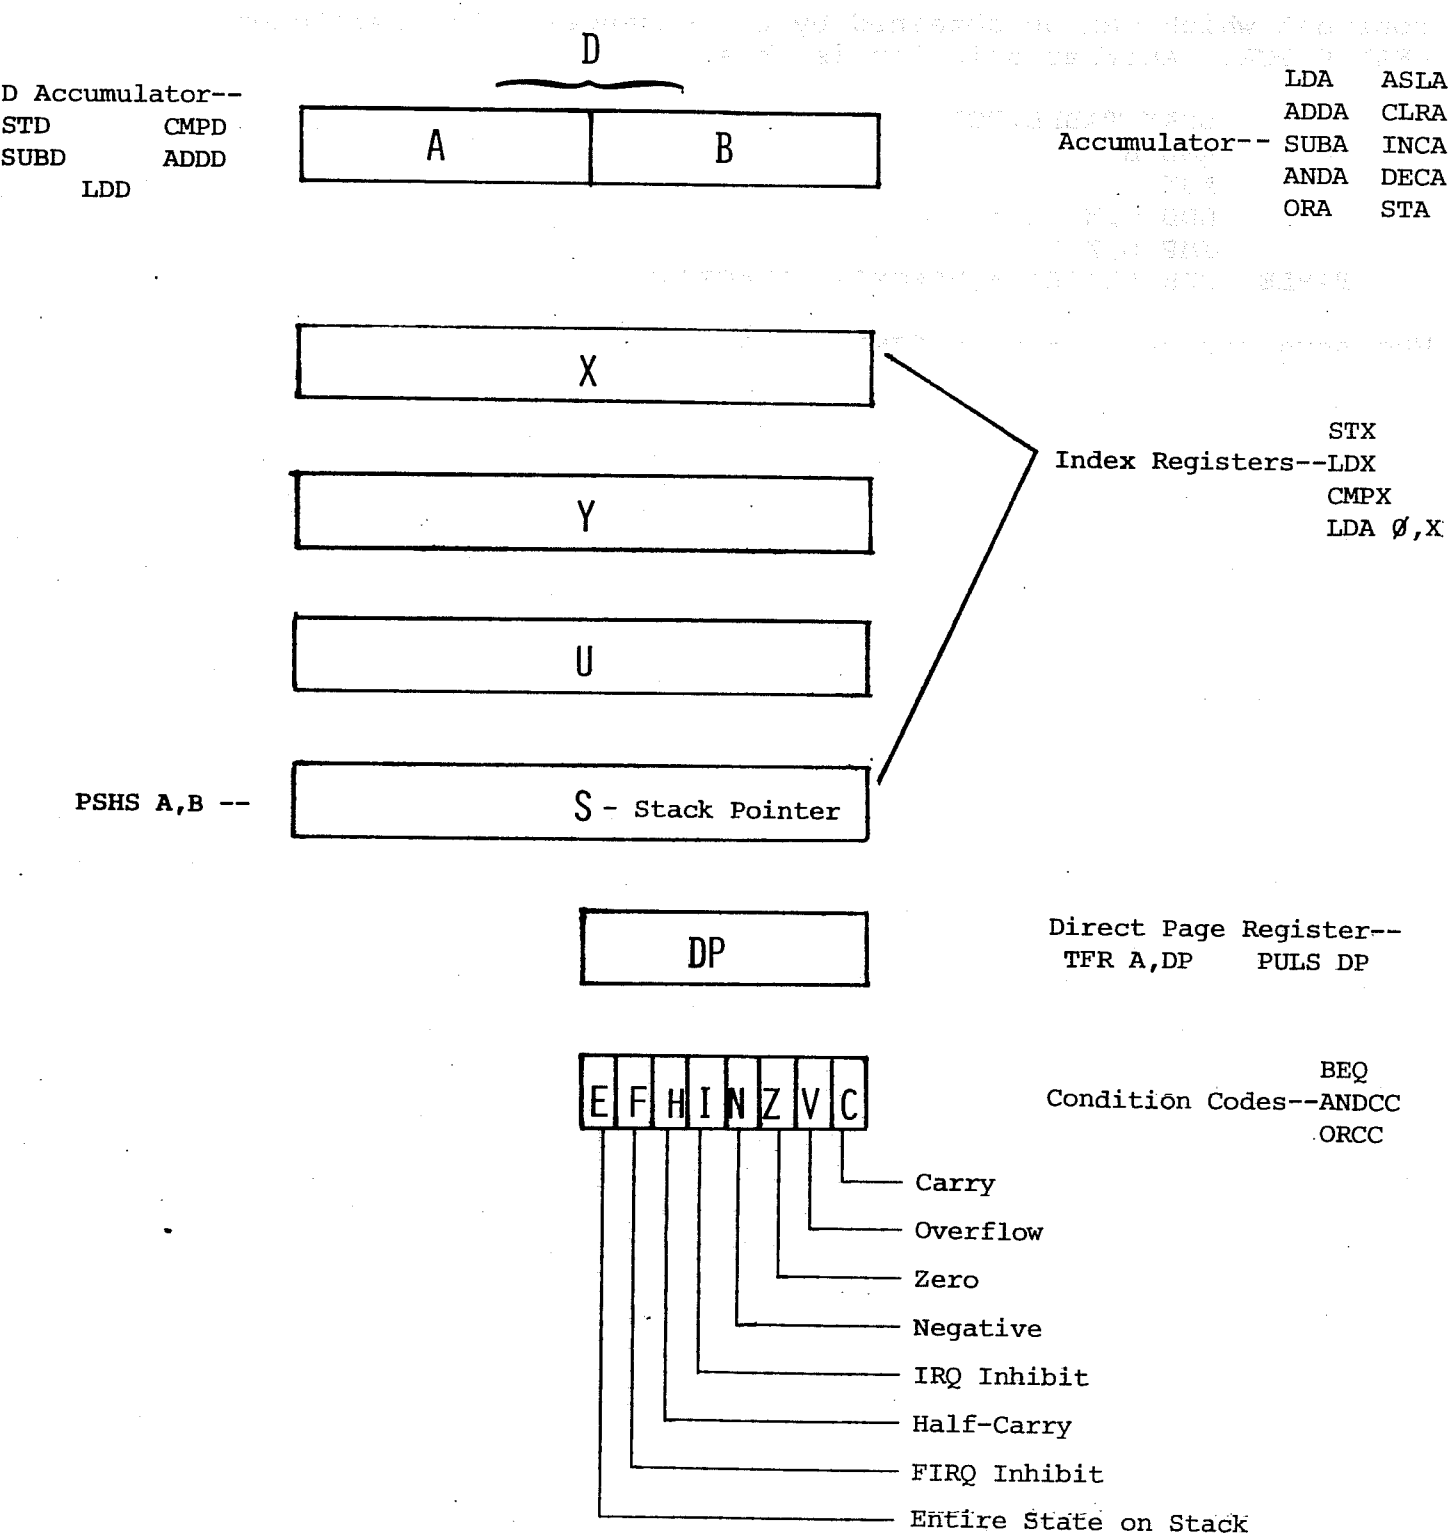 D
D Accumulator--
STD CMPD
SUBD ADDD
LDD
A B
LDA ASLA
ADDA CLRA
Accumulator-- SUBA INCA
ANDA DECA
ORA STA
X
Y
U
STX
Index Registers--LDX
CMPX
LDA Ø,X
PSHS A,B --
S - Stack Pointer
DP
Direct Page Register--
TFR A,DP PULS DP
E F H I N Z V C
BEQ
Condition Codes--ANDCC
ORCC
Carry
Overflow
Zero
Negative
IRQ Inhibit
Half-Carry
FIRQ Inhibit
Entire State on Stack